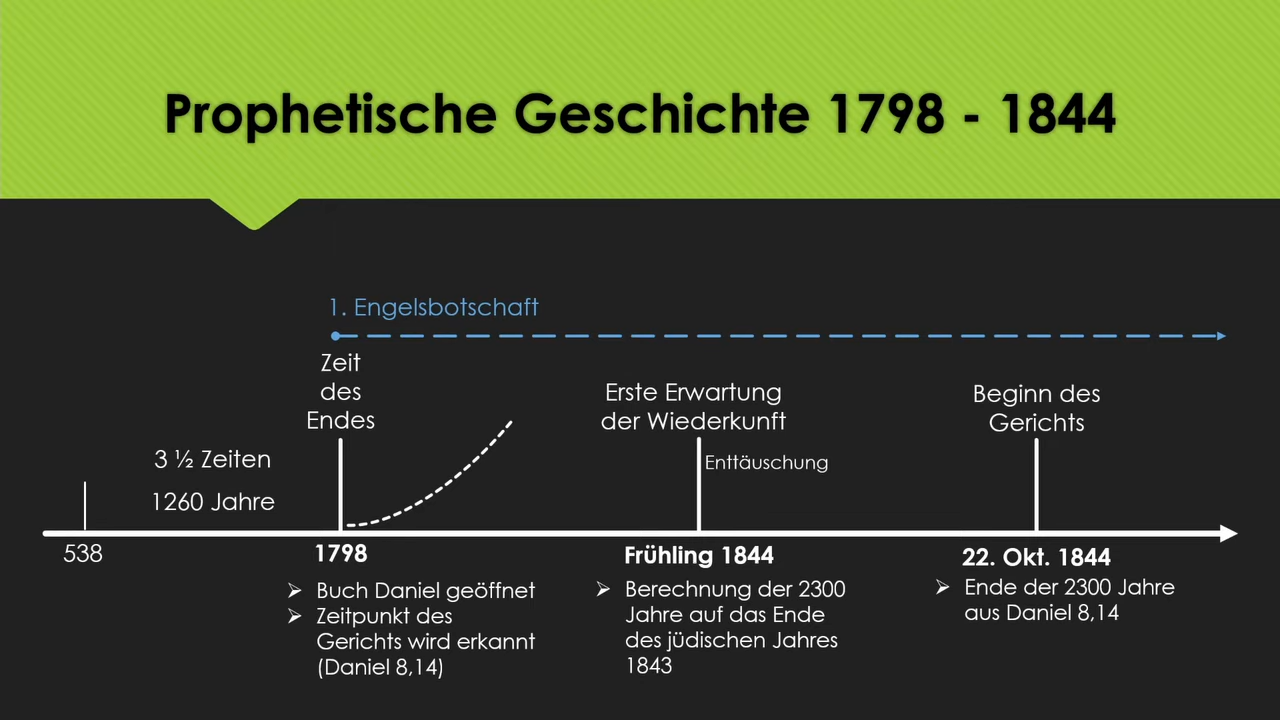 Prophetische Geschichte 1798 - 1844
1. Engelsbotschaft
Zeit
des
Endes
Erste Erwartung
der Wiederkunft
Beginn des
Gerichts
3 ½ Zeiten
Enttäuschung
1260 Jahre
538
1798
Frühling 1844
22. Okt. 1844
Buch Daniel geöffnet
Zeitpunkt des
Gerichts wird erkannt
(Daniel 8,14)
Berechnung der 2300
Jahre auf das Ende
des jüdischen Jahres
1843
Ende der 2300 Jahre
aus Daniel 8,14